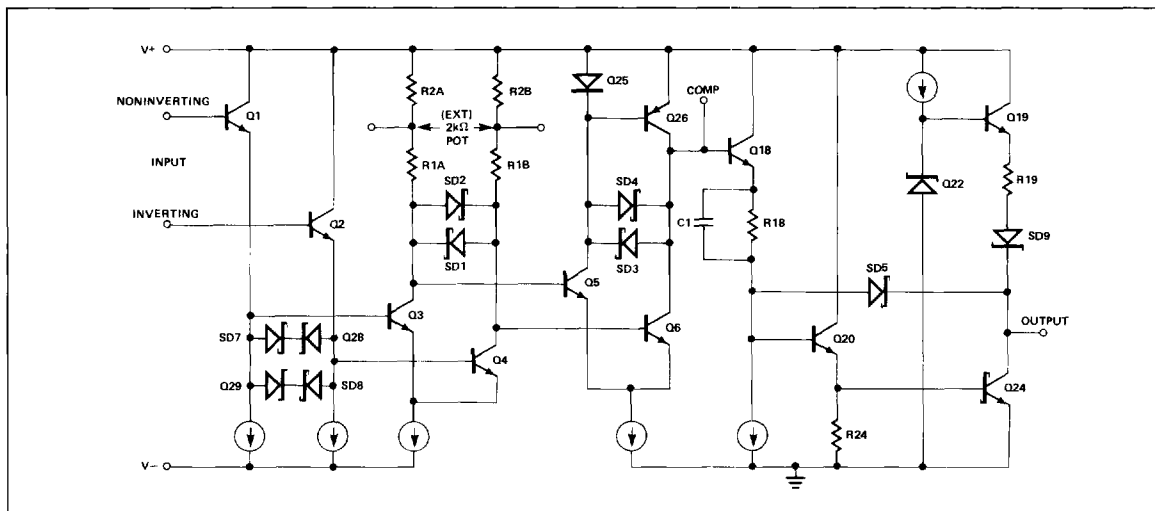 V+
NONINVERTING
INPUT
INVERTING
V−
Q1
Q2
R2A
R2B
(EXT)
2kΩ
POT
R1A
R1B
SD2
SD1
Q3
Q4
SD7
Q28
Q29
SD8
Q25
Q26
COMP
SD4
SD3
Q5
Q6
Q18
C1
R18
SD5
Q20
R24
Q22
Q19
R19
SD9
OUTPUT
Q24